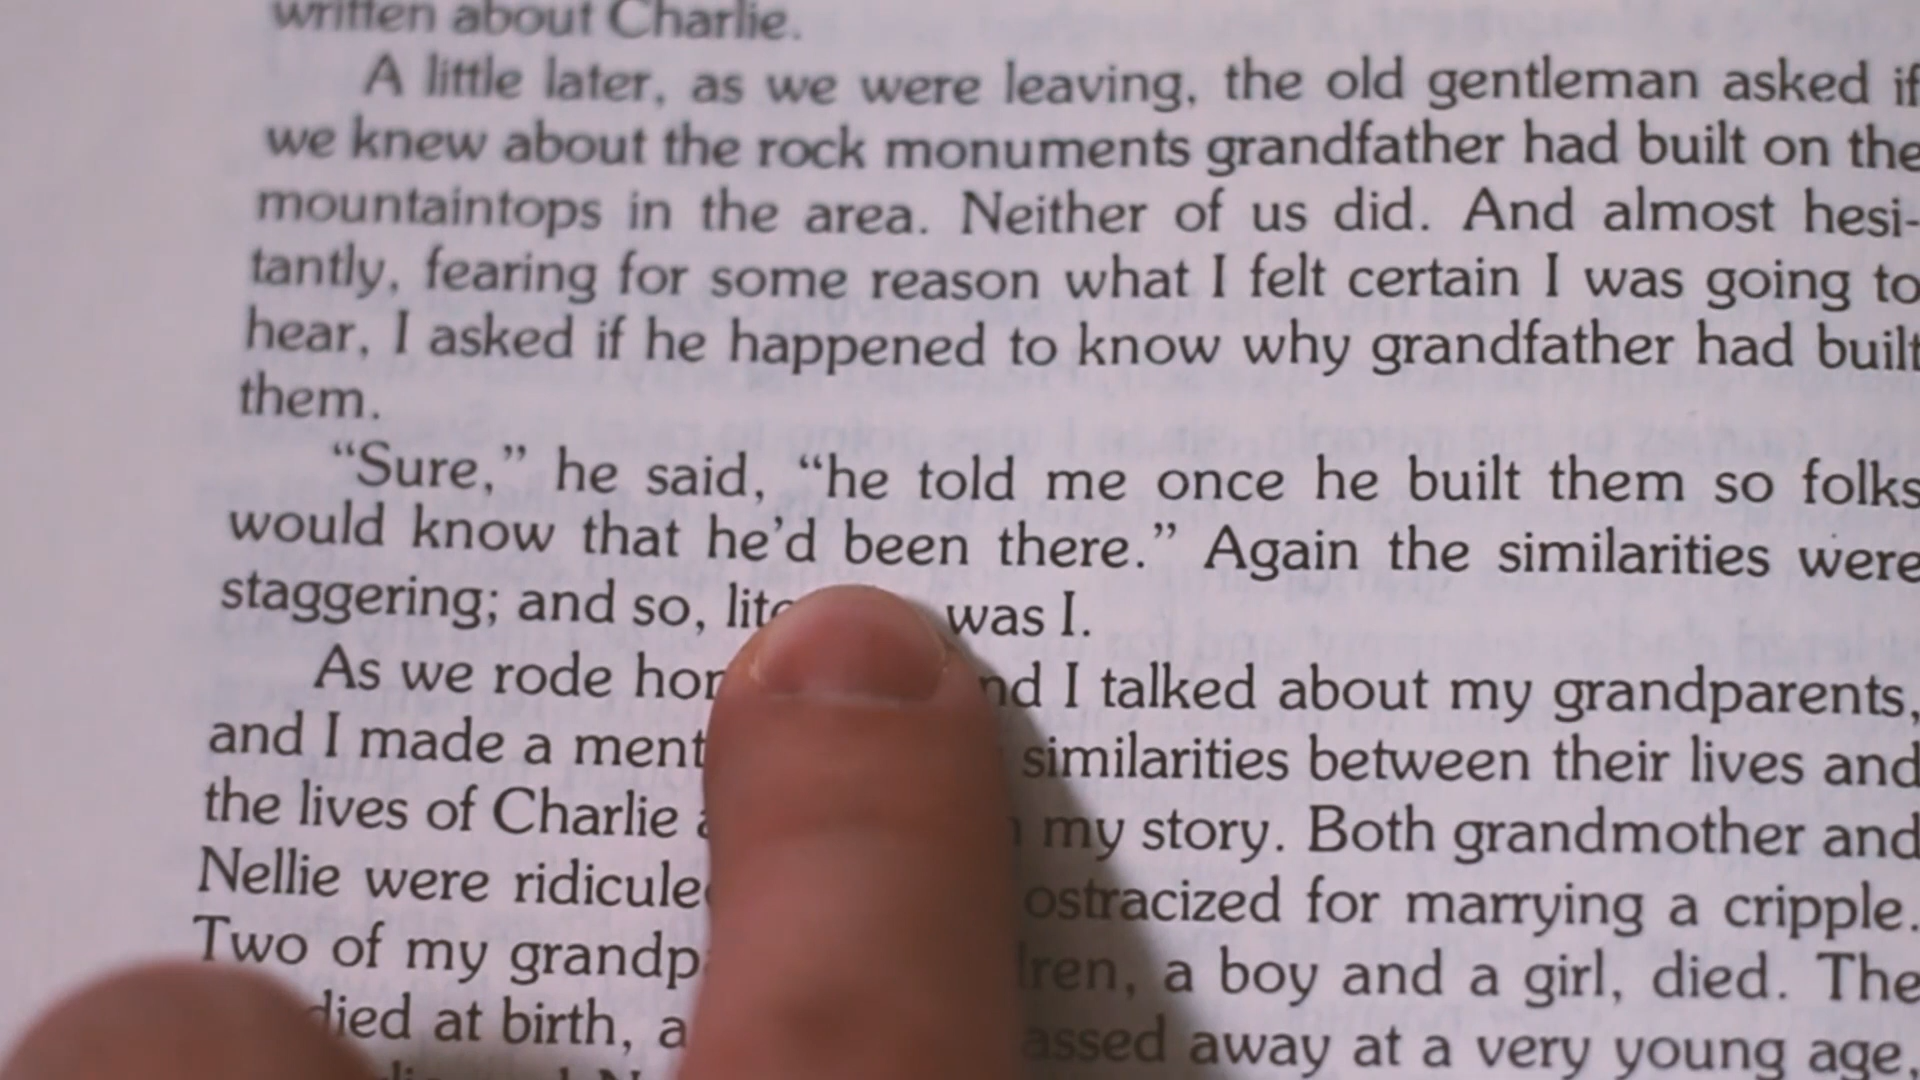 written about Charlie.
A little later, as we were leaving, the old gentleman asked if
we knew about the rock monuments grandfather had built on the
mountaintops in the area. Neither of us did. And almost hesi-
tantly, fearing for some reason what I felt certain I was going to
hear, I asked if he happened to know why grandfather had built
them.
“Sure,” he said, “he told me once he built them so folks
would know that he’d been there.” Again the similarities were
staggering; and so, was I.
As we rode I talked about my grandparents,
and I made a similarities between their lives and
the lives of Charlie my story. Both grandmother and
Nellie were ostracized for marrying a cripple.
Two of my a boy and a girl, died. The
died at birth, away at a very young age,